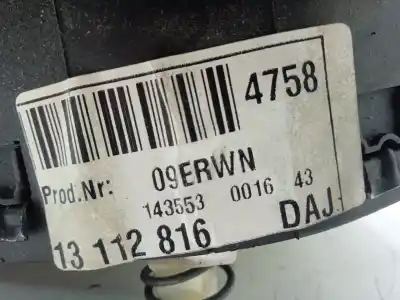 4758
Prod.Nr: 09ERWN
143553 0016 43
13 112 816 DAJ